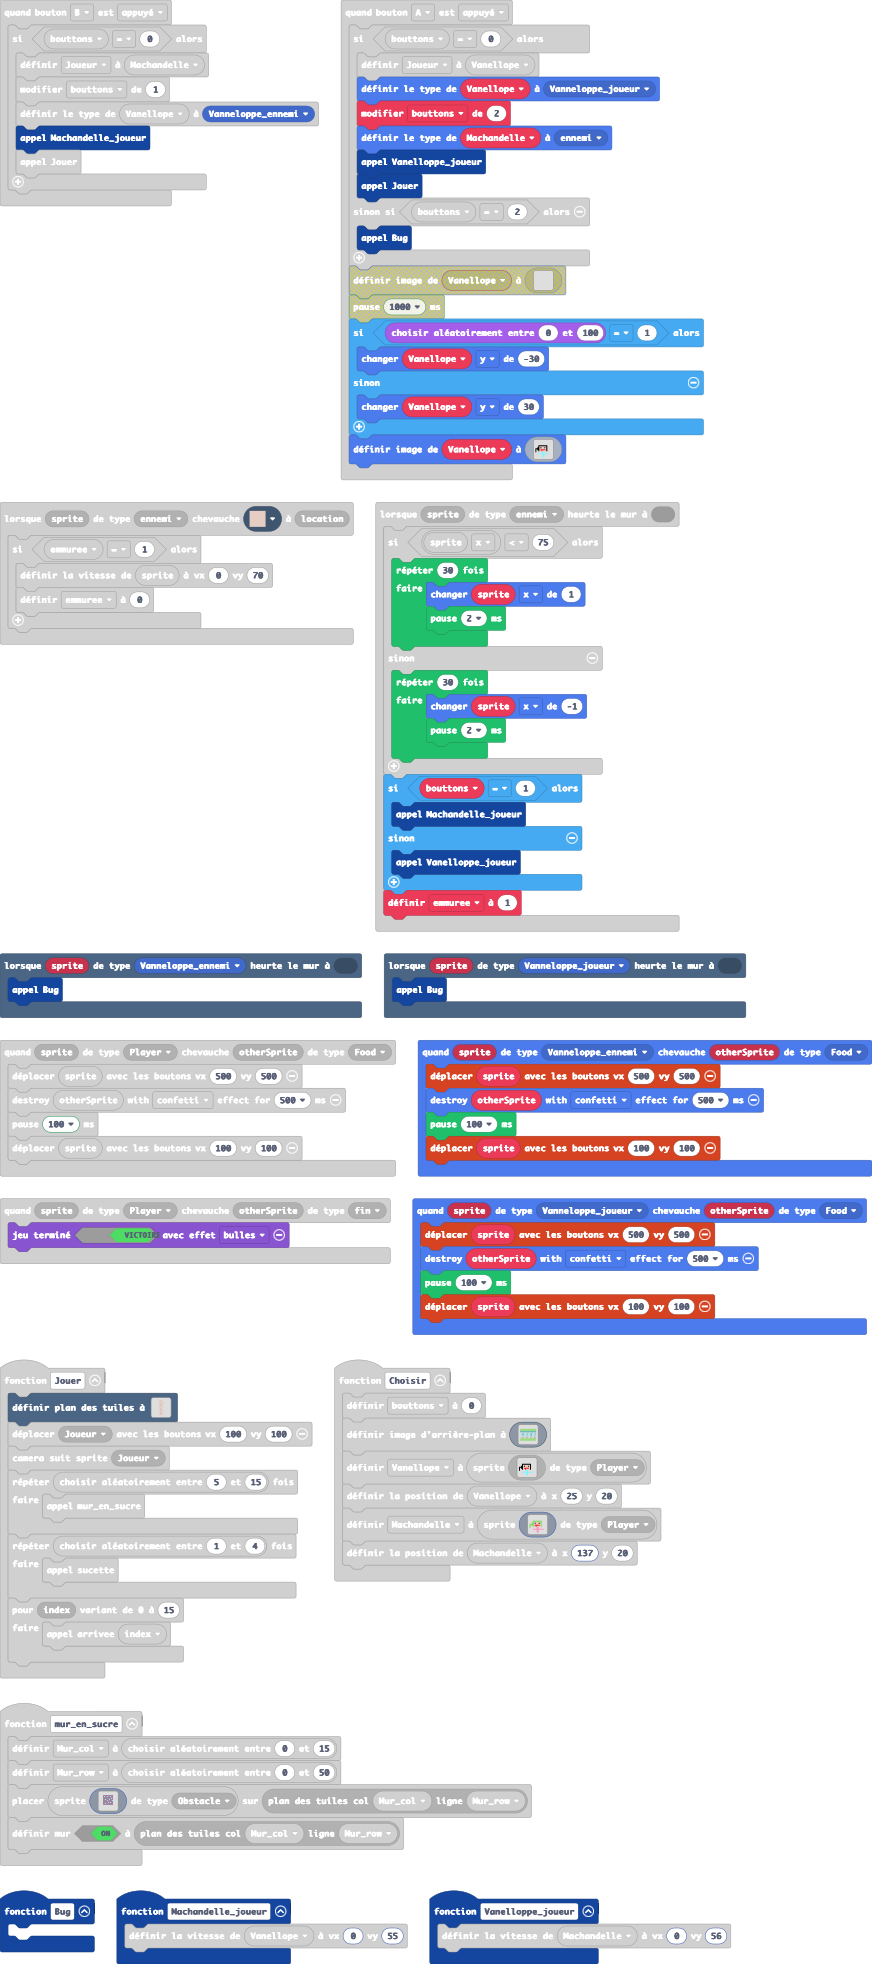 quand bouton B est appuyé
si bouttons = 0 alors
définir Joueur à Machandelle
modifier bouttons de 1
définir le type de Vanellope à Vanneloppe_ennemi
appel Machandelle_joueur
appel Jouer
quand bouton A est appuyé
si bouttons = 0 alors
définir Joueur à Vanellope
définir le type de Vanellope à Vanneloppe_joueur
modifier bouttons de 2
définir le type de Machandelle à ennemi
appel Vanelloppe_joueur
appel Jouer
sinon si bouttons = 2 alors
appel Bug
définir image de Vanellope à
pause 1000 ms
si choisir aléatoirement entre 0 et 100 = 1 alors
changer Vanellope y de -30
sinon
changer Vanellope y de 30
définir image de Vanellope à
lorsque sprite de type ennemi chevauche à location
si emmuree = 1 alors
définir la vitesse de sprite à vx 0 vy 70
définir emmuree à 0
lorsque sprite de type ennemi heurte le mur à
si sprite x < 75 alors
répéter 30 fois
faire changer sprite x de 1
pause 2 ms
sinon
répéter 30 fois
faire changer sprite x de -1
pause 2 ms
si bouttons = 1 alors
appel Machandelle_joueur
sinon
appel Vanelloppe_joueur
définir emmuree à 1
lorsque sprite de type Vanneloppe_ennemi heurte le mur à
appel Bug
lorsque sprite de type Vanneloppe_joueur heurte le mur à
appel Bug
quand sprite de type Player chevauche otherSprite de type Food
déplacer sprite avec les boutons vx 500 vy 500
destroy otherSprite with confetti effect for 500 ms
pause 100 ms
déplacer sprite avec les boutons vx 100 vy 100
quand sprite de type Vanneloppe_ennemi chevauche otherSprite de type Food
déplacer sprite avec les boutons vx 500 vy 500
destroy otherSprite with confetti effect for 500 ms
pause 100 ms
déplacer sprite avec les boutons vx 100 vy 100
quand sprite de type Player chevauche otherSprite de type fin
jeu terminé VICTOIRE avec effet bulles
quand sprite de type Vanneloppe_joueur chevauche otherSprite de type Food
déplacer sprite avec les boutons vx 500 vy 500
destroy otherSprite with confetti effect for 500 ms
pause 100 ms
déplacer sprite avec les boutons vx 100 vy 100
fonction Jouer
définir plan des tuiles à
déplacer Joueur avec les boutons vx 100 vy 100
camera suit sprite Joueur
répéter choisir aléatoirement entre 5 et 15 fois
faire appel mur_en_sucre
répéter choisir aléatoirement entre 1 et 4 fois
faire appel sucette
pour index variant de 0 à 15
faire appel arrivee index
fonction Choisir
définir bouttons à 0
définir image d'arrière-plan à
définir Vanellope à sprite de type Player
définir la position de Vanellope à x 25 y 20
définir Machandelle à sprite de type Player
définir la position de Machandelle à x 137 y 20
fonction mur_en_sucre
définir Mur_col à choisir aléatoirement entre 0 et 15
définir Mur_row à choisir aléatoirement entre 0 et 50
placer sprite de type Obstacle sur plan des tuiles col Mur_col ligne Mur_row
définir mur ON à plan des tuiles col Mur_col ligne Mur_row
fonction Bug
fonction Machandelle_joueur
définir la vitesse de Vanellope à vx 0 vy 55
fonction Vanelloppe_joueur
définir la vitesse de Machandelle à vx 0 vy 56